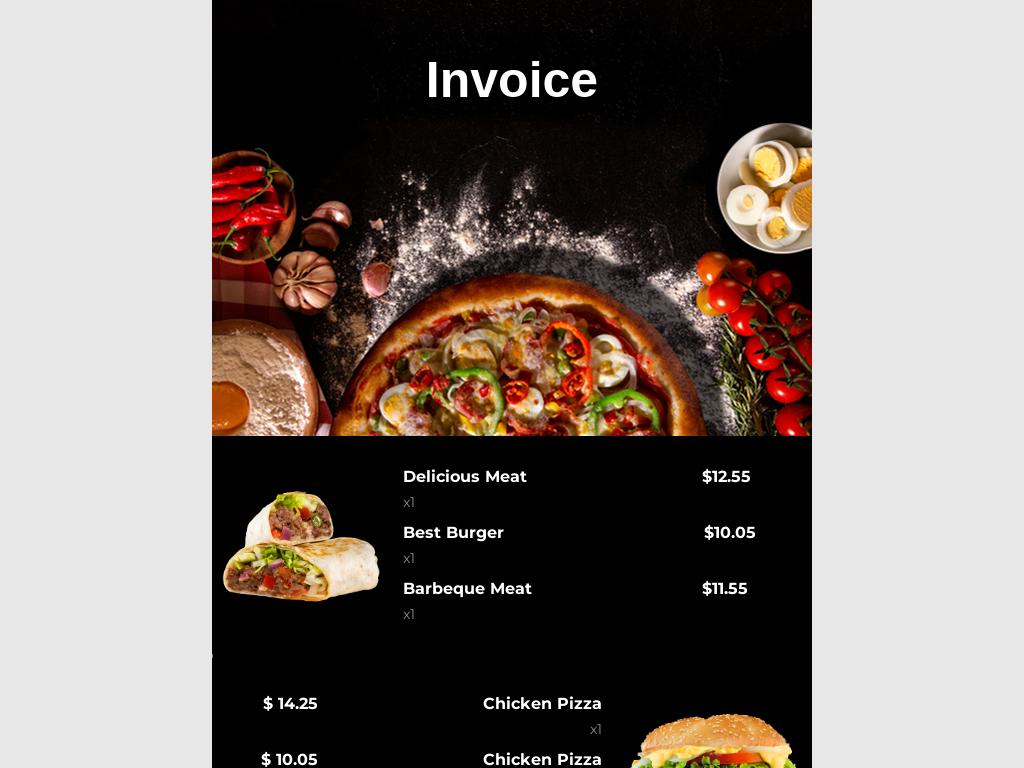 Invoice
Delicious Meat $12.55
x1
Best Burger $10.05
x1
Barbeque Meat $11.55
x1
$ 14.25 Chicken Pizza
x1
$ 10.05 Chicken Pizza